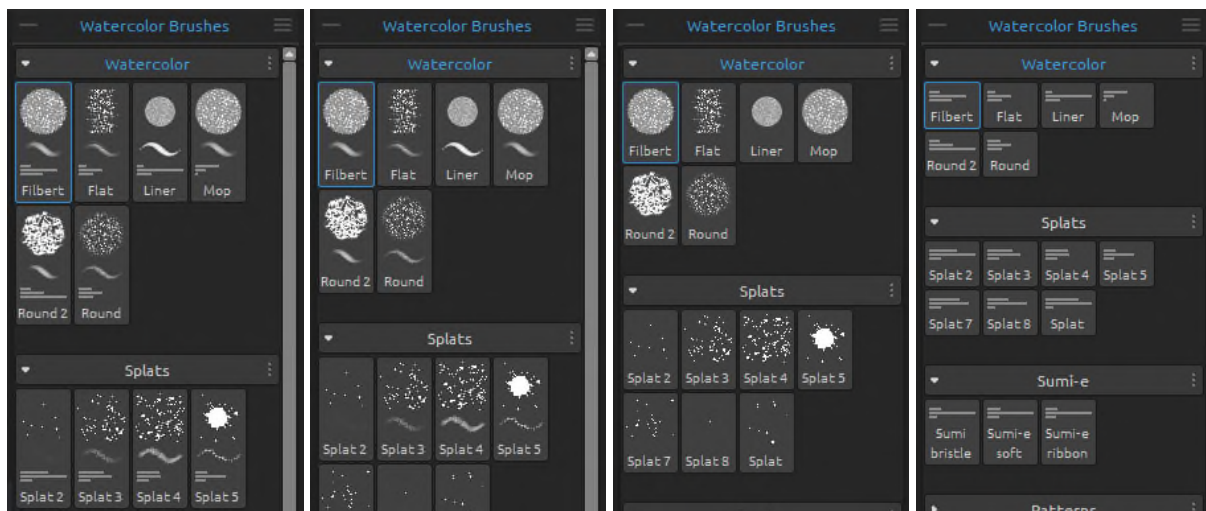 Watercolor Brushes
Watercolor
Filbert Flat Liner Mop
Round 2 Round
Splats
Splat 2 Splat 3 Splat 4 Splat 5
Watercolor Brushes
Watercolor
Filbert Flat Liner Mop
Round 2 Round
Splats
Splat 2 Splat 3 Splat 4 Splat 5
Watercolor Brushes
Watercolor
Filbert Flat Liner Mop
Round 2 Round
Splats
Splat 2 Splat 3 Splat 4 Splat 5
Splat 7 Splat 8 Splat
Watercolor Brushes
Watercolor
Filbert Flat Liner Mop
Round 2 Round
Splats
Splat 2 Splat 3 Splat 4 Splat 5
Splat 7 Splat 8 Splat
Sumi-e
Sumi Sumi-e Sumi-e
bristle soft ribbon
Patterns